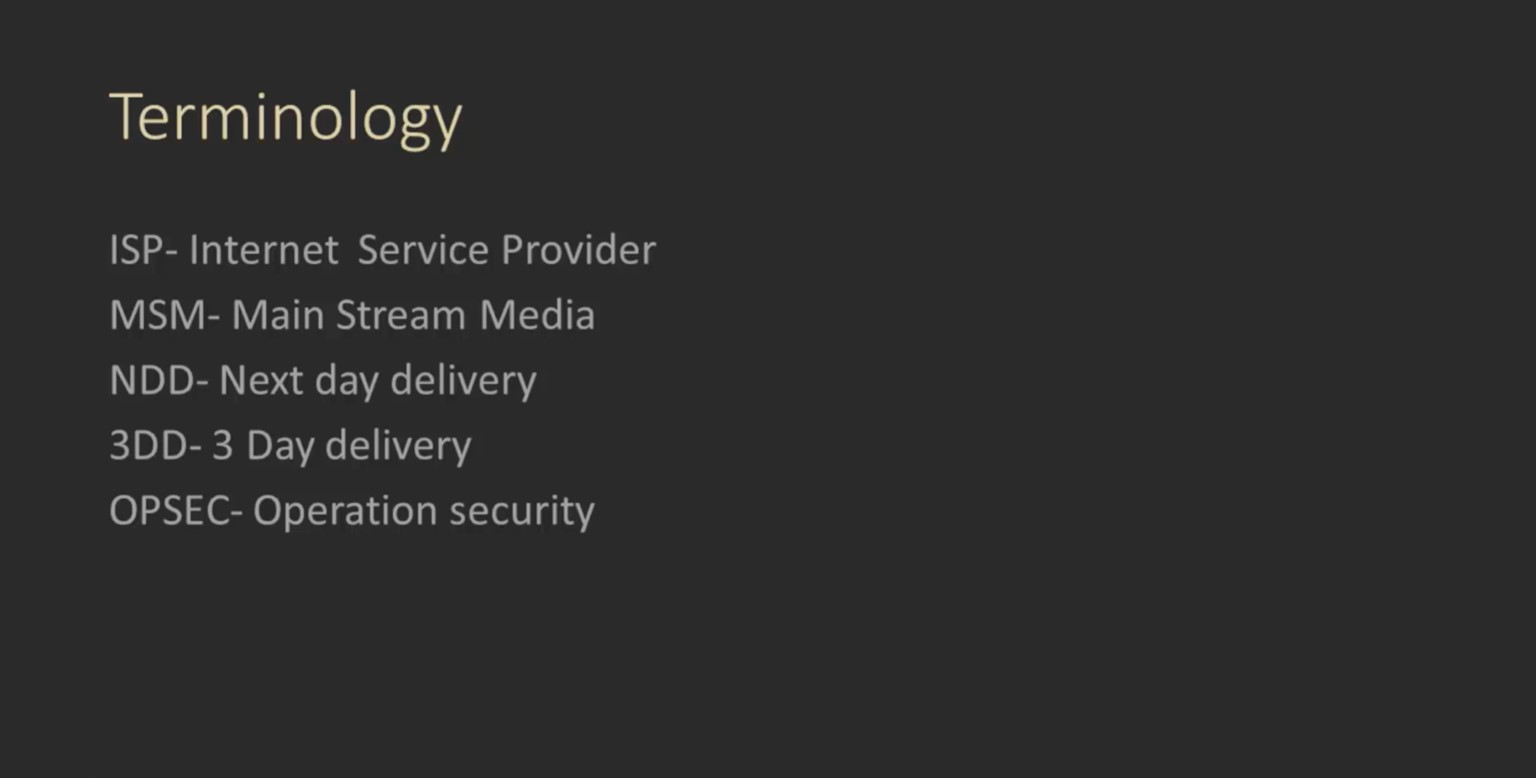 Terminology
ISP- Internet Service Provider
MSM- Main Stream Media
NDD- Next day delivery
3DD- 3 Day delivery
OPSEC- Operation security